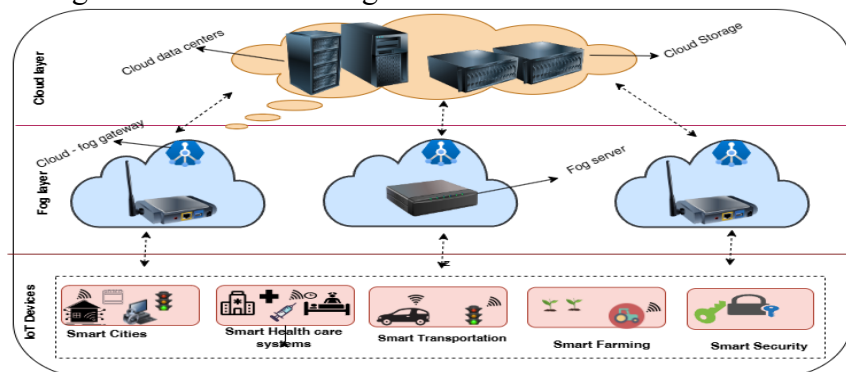 Cloud layer
Cloud data centers
Cloud Storage
Fog layer
Cloud - fog gateway
Fog server
IoT Devices
Smart Cities
Smart Health care
systems
Smart Transportation
Smart Farming
Smart Security